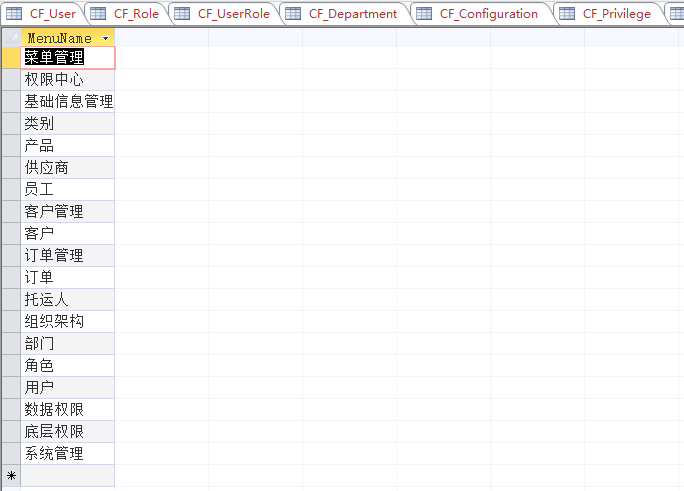 CF_User CF_Role CF_UserRole CF_Department CF_Configuration CF_Privilege
MenuName
菜单管理
权限中心
基础信息管理
类别
产品
供应商
员工
客户管理
客户
订单管理
订单
托运人
组织架构
部门
角色
用户
数据权限
底层权限
系统管理